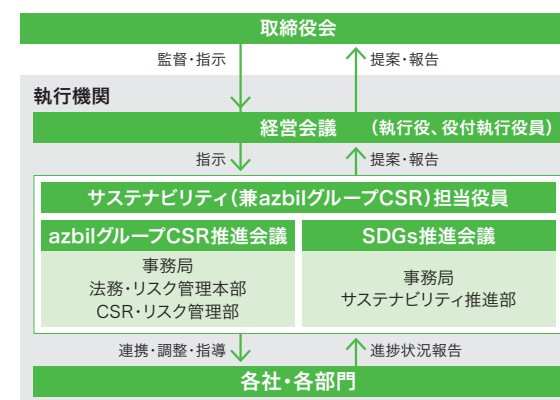 取締役会
監督・指示
提案・報告
執行機関
経営会議 （執行役、役付執行役員）
指示
提案・報告
サステナビリティ（兼azbilグループCSR）担当役員
azbilグループCSR推進会議
事務局
法務・リスク管理本部
CSR・リスク管理部
SDGs推進会議
事務局
サステナビリティ推進部
連携・調整・指導
進捗状況報告
各社・各部門